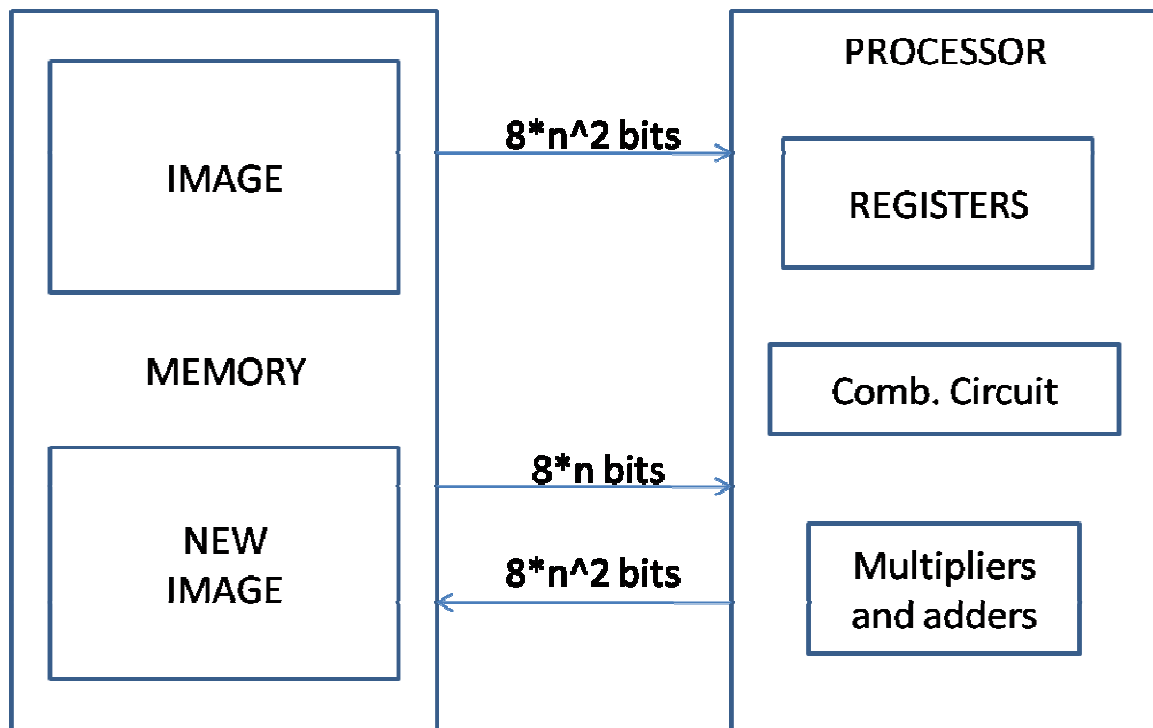 IMAGE
MEMORY
NEW
IMAGE
8*n^2 bits
8*n bits
8*n^2 bits
PROCESSOR
REGISTERS
Comb. Circuit
Multipliers
and adders